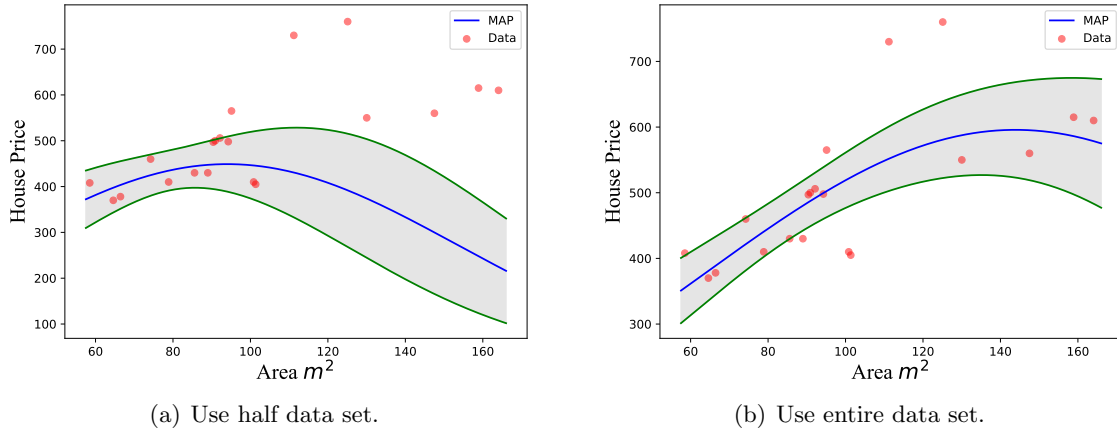 MAP
Data
700
600
500
400
300
200
100
House Price
60 80 100 120 140 160
Area m²
(a) Use half data set.
MAP
Data
700
600
500
400
300
House Price
60 80 100 120 140 160
Area m²
(b) Use entire data set.